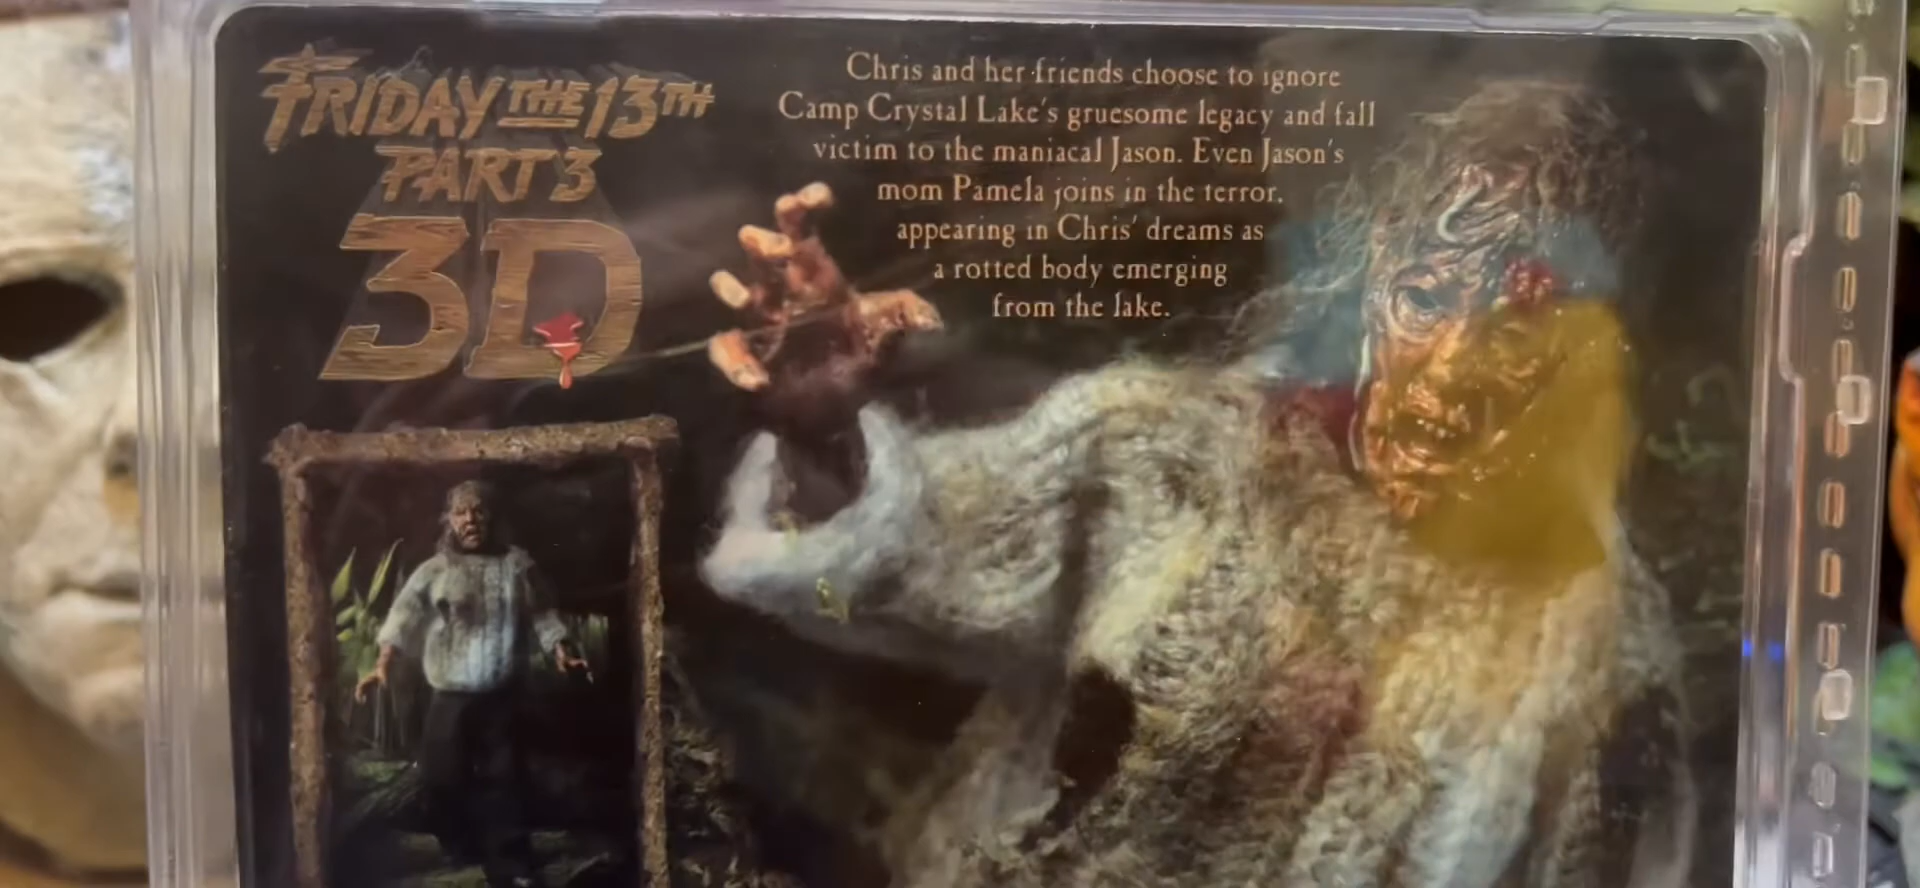 FRIDAY THE 13TH
PART 3
3D
Chris and her friends choose to ignore
Camp Crystal Lake's gruesome legacy and fall
victim to the maniacal Jason. Even Jason's
mom Pamela joins in the terror,
appearing in Chris' dreams as
a rotted body emerging
from the lake.